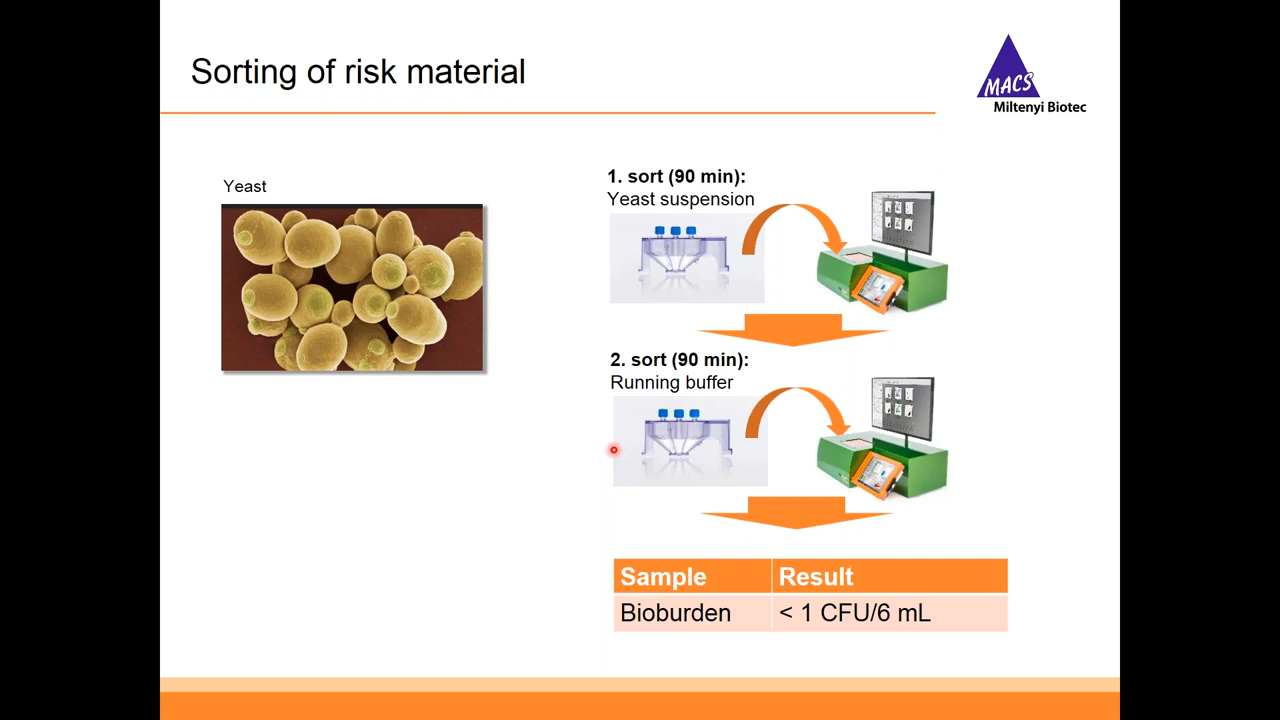 Sorting of risk material
MACS
Miltenyi Biotec
Yeast
1. sort (90 min):
Yeast suspension
2. sort (90 min):
Running buffer
Sample Result
Bioburden < 1 CFU/6 mL